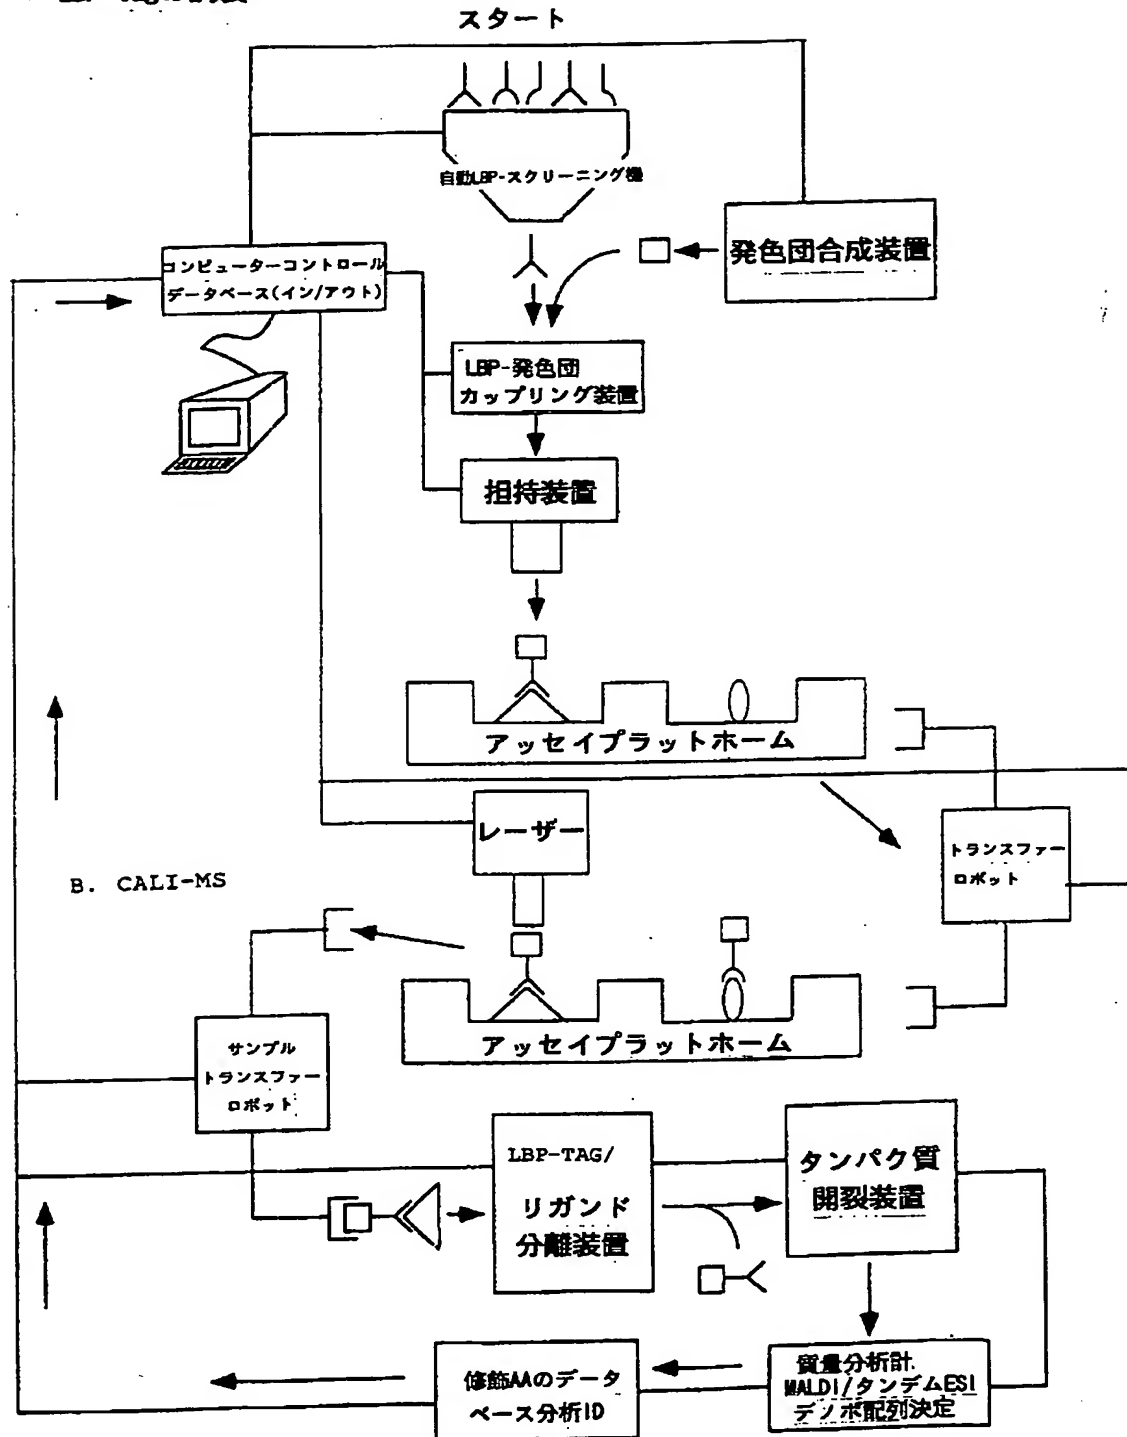 スタート
自動LBP-スクリーニング機
発色団合成装置
コンピューターコントロール
データベース(イン/アウト)
LBP-発色団
カップリング装置
担持装置
アッセイプラットホーム
レーザー
トランスファー
ロボット
B. CALI-MS
アッセイプラットホーム
サンプル
トランスファー
ロボット
LBP-TAG/
リガンド
分離装置
タンパク質
開裂装置
質量分析計.
MALDI/タンデムESI
デノボ配列決定
修飾AAのデータ
ベース分析ID